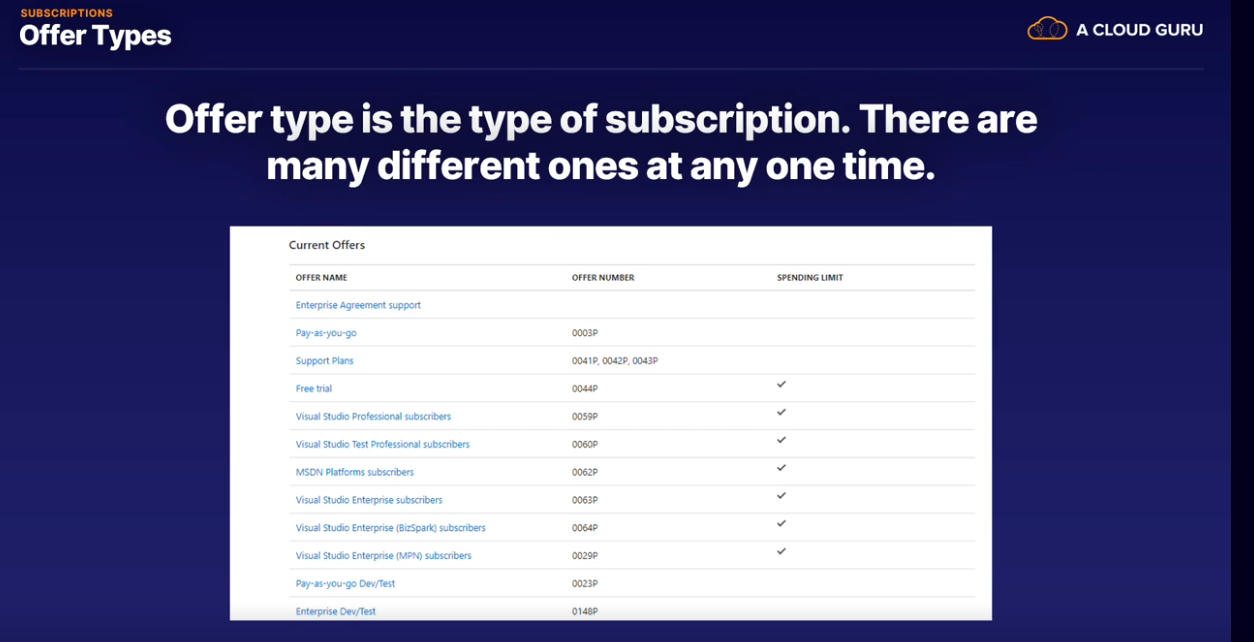 SUBSCRIPTIONS
Offer Types
A CLOUD GURU
Offer type is the type of subscription. There are
many different ones at any one time.
Current Offers
OFFER NAME OFFER NUMBER SPENDING LIMIT
Enterprise Agreement support
Pay-as-you-go 0003P
Support Plans 0041P, 0042P, 0043P
Free trial 0044P ✓
Visual Studio Professional subscribers 0059P ✓
Visual Studio Test Professional subscribers 0060P ✓
MSDN Platforms subscribers 0062P ✓
Visual Studio Enterprise subscribers 0063P ✓
Visual Studio Enterprise (BizSpark) subscribers 0064P ✓
Visual Studio Enterprise (MPN) subscribers 0029P ✓
Pay-as-you-go Dev/Test 0023P
Enterprise Dev/Test 0148P